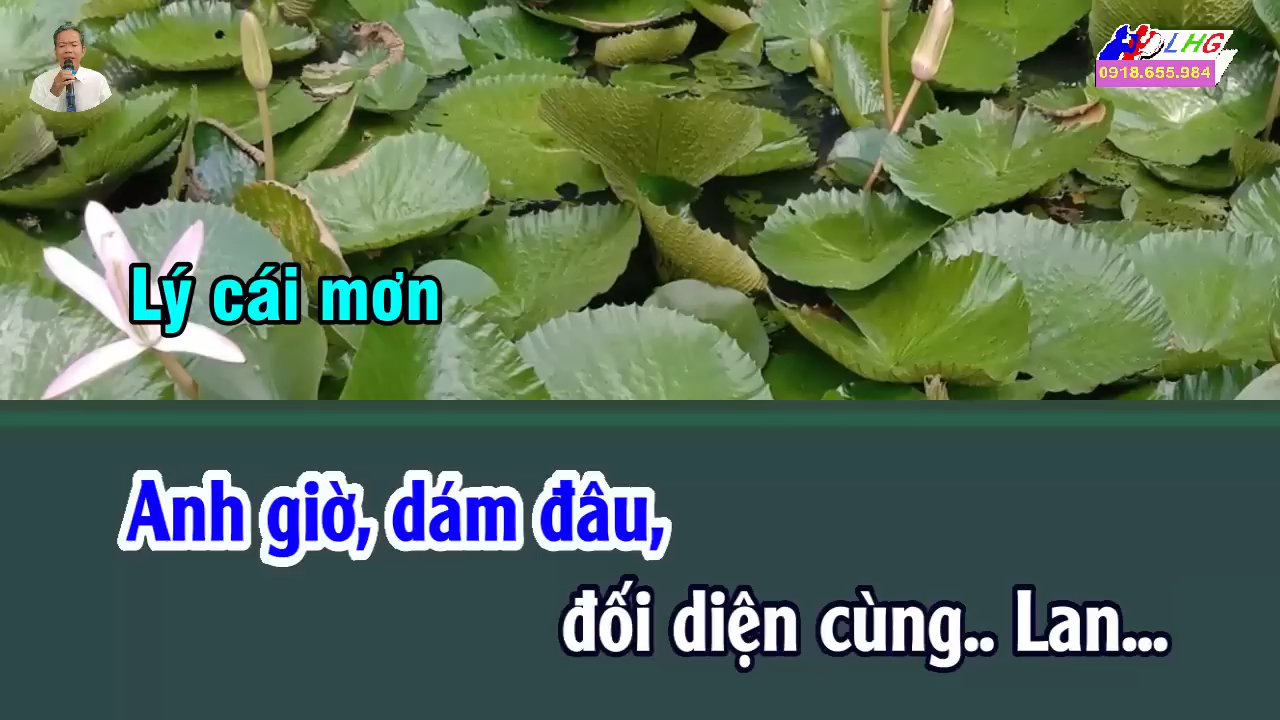 LHG
0918.655.984
Lý cái mơn
Anh giờ, dám đâu,
đối diện cùng.. Lan...